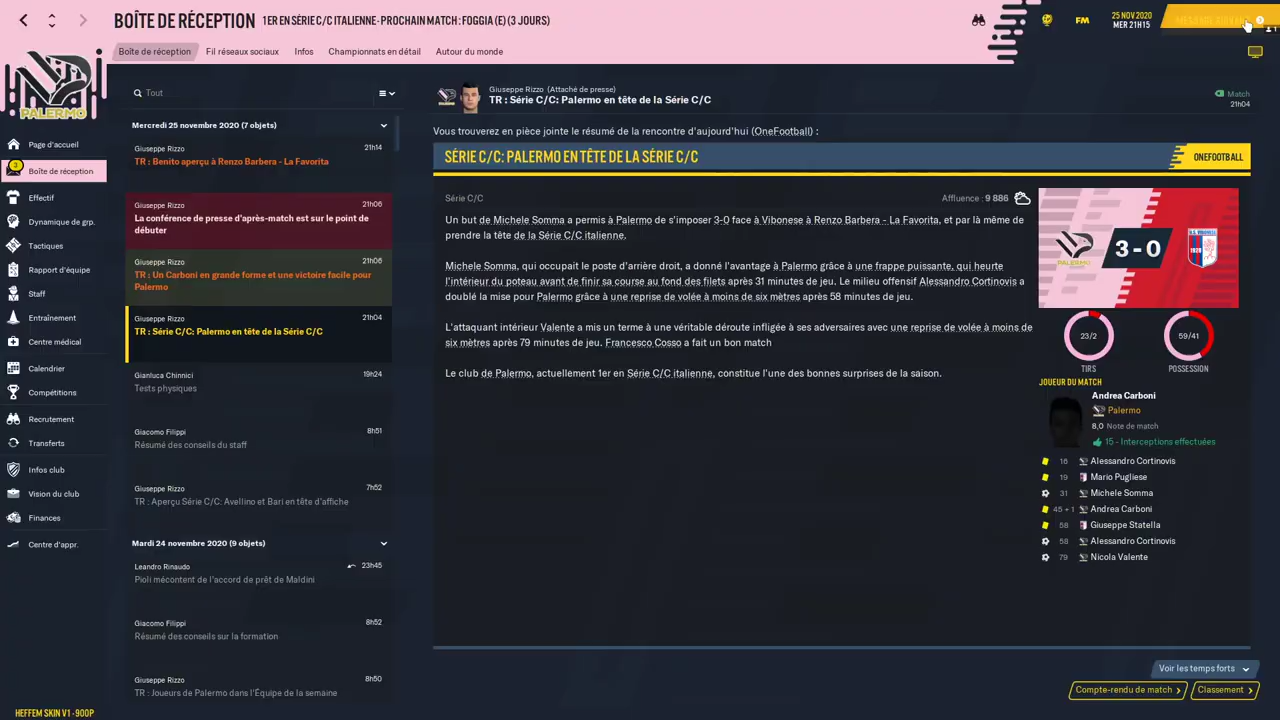 BOÎTE DE RÉCEPTION
1ER EN SÉRIE C/C ITALIENNE - PROCHAIN MATCH : FOGGIA (E) (3 JOURS)
FM
25 NOV 2020
MER 21H15
1
Boîte de réception
Fil réseaux sociaux
Infos
Championnats en détail
Autour du monde
PALERMO
Page d'accueil
3
Boîte de réception
Effectif
Dynamique de grp.
Tactiques
Rapport d'équipe
Staff
Entraînement
Centre médical
Calendrier
Compétitions
Recrutement
Transferts
Infos club
Vision du club
Finances
Centre d'appr.
HEFFEM SKIN V1 - 900P
Tout
Mercredi 25 novembre 2020 (7 objets)
Giuseppe Rizzo 21h14
TR : Benito aperçu à Renzo Barbera - La Favorita
Giuseppe Rizzo 21h06
La conférence de presse d'après-match est sur le point de
débuter
Giuseppe Rizzo 21h06
TR : Un Carboni en grande forme et une victoire facile pour
Palermo
Giuseppe Rizzo 21h04
TR : Série C/C: Palermo en tête de la Série C/C
Gianluca Chinnici 19h24
Tests physiques
Giacomo Filippi 8h51
Résumé des conseils du staff
Giuseppe Rizzo 7h52
TR : Aperçu Série C/C: Avellino et Bari en tête d'affiche
Mardi 24 novembre 2020 (9 objets)
Leandro Rinaudo 23h45
Pioli mécontent de l'accord de prêt de Maldini
Giacomo Filippi 8h52
Résumé des conseils sur la formation
Giuseppe Rizzo 8h50
TR : Joueurs de Palermo dans l'Équipe de la semaine
Giuseppe Rizzo (Attaché de presse)
TR : Série C/C: Palermo en tête de la Série C/C
Match
21h04
Vous trouverez en pièce jointe le résumé de la rencontre d'aujourd'hui (OneFootball) :
SÉRIE C/C: PALERMO EN TÊTE DE LA SÉRIE C/C
ONEFOOTBALL
Série C/C
Affluence : 9 886
Un but de Michele Somma a permis à Palermo de s'imposer 3-0 face à Vibonese à Renzo Barbera - La Favorita, et par là même de
prendre la tête de la Série C/C italienne.
Michele Somma, qui occupait le poste d'arrière droit, a donné l'avantage à Palermo grâce à une frappe puissante, qui heurte
l'intérieur du poteau avant de finir sa course au fond des filets après 31 minutes de jeu. Le milieu offensif Alessandro Cortinovis a
doublé la mise pour Palermo grâce à une reprise de volée à moins de six mètres après 58 minutes de jeu.
L'attaquant intérieur Valente a mis un terme à une véritable déroute infligée à ses adversaires avec une reprise de volée à moins de
six mètres après 79 minutes de jeu. Francesco Cosso a fait un bon match
Le club de Palermo, actuellement 1er en Série C/C italienne, constitue l'une des bonnes surprises de la saison.
3 - 0
23/2
TIRS
59/41
POSSESSION
JOUEUR DU MATCH
Andrea Carboni
Palermo
8,0 Note de match
15 - Interceptions effectuées
16 Alessandro Cortinovis
19 Mario Pugliese
31 Michele Somma
45 + 1 Andrea Carboni
58 Giuseppe Statella
58 Alessandro Cortinovis
79 Nicola Valente
Voir les temps forts
Compte-rendu de match
Classement